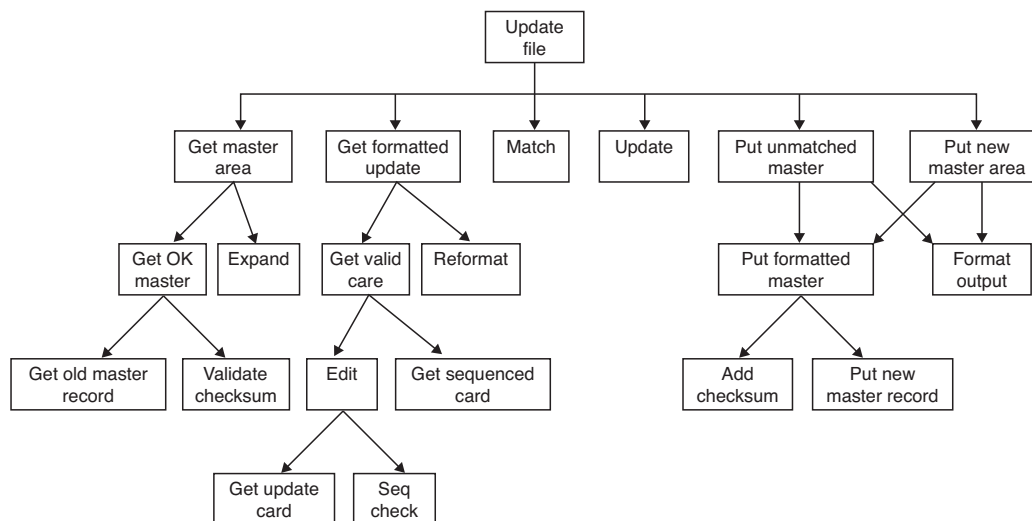 Update
file
Get master
area
Get formatted
update
Match
Update
Put unmatched
master
Put new
master area
Get OK
master
Expand
Get valid
care
Reformat
Put formatted
master
Format
output
Get old master
record
Validate
checksum
Edit
Get sequenced
card
Add
checksum
Put new
master record
Get update
card
Seq
check